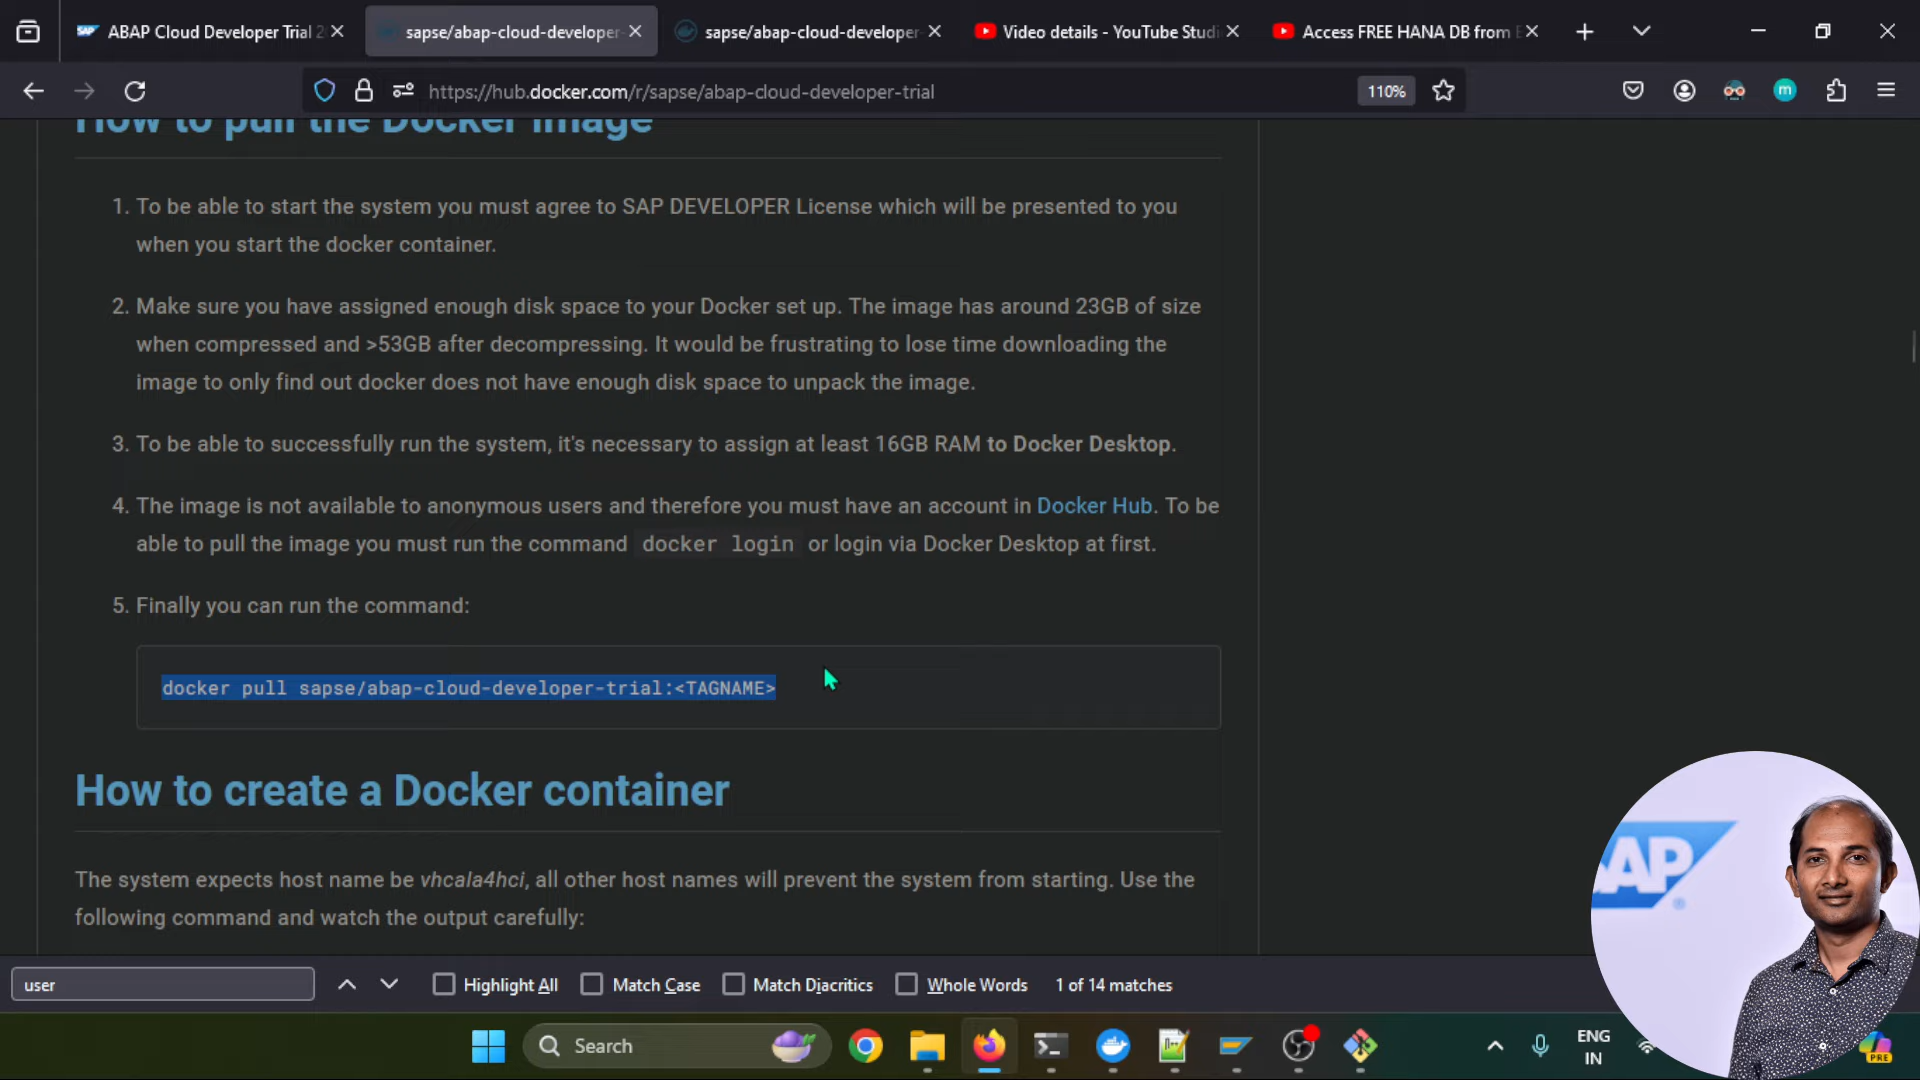 ABAP Cloud Developer Trial 2
sapse/abap-cloud-developer-
sapse/abap-cloud-developer-
Video details - YouTube Studi
Access FREE HANA DB from E
https://hub.docker.com/r/sapse/abap-cloud-developer-trial
110%
m
How to pull the Docker image
1. To be able to start the system you must agree to SAP DEVELOPER License which will be presented to you
when you start the docker container.
2. Make sure you have assigned enough disk space to your Docker set up. The image has around 23GB of size
when compressed and >53GB after decompressing. It would be frustrating to lose time downloading the
image to only find out docker does not have enough disk space to unpack the image.
3. To be able to successfully run the system, it's necessary to assign at least 16GB RAM to Docker Desktop.
4. The image is not available to anonymous users and therefore you must have an account in Docker Hub. To be
able to pull the image you must run the command docker login or login via Docker Desktop at first.
5. Finally you can run the command:
docker pull sapse/abap-cloud-developer-trial:<TAGNAME>
How to create a Docker container
The system expects host name be vhcala4hci, all other host names will prevent the system from starting. Use the
following command and watch the output carefully:
SAP
®
user
Highlight All
Match Case
Match Diacritics
Whole Words
1 of 14 matches
Search
ENG
IN
PRE